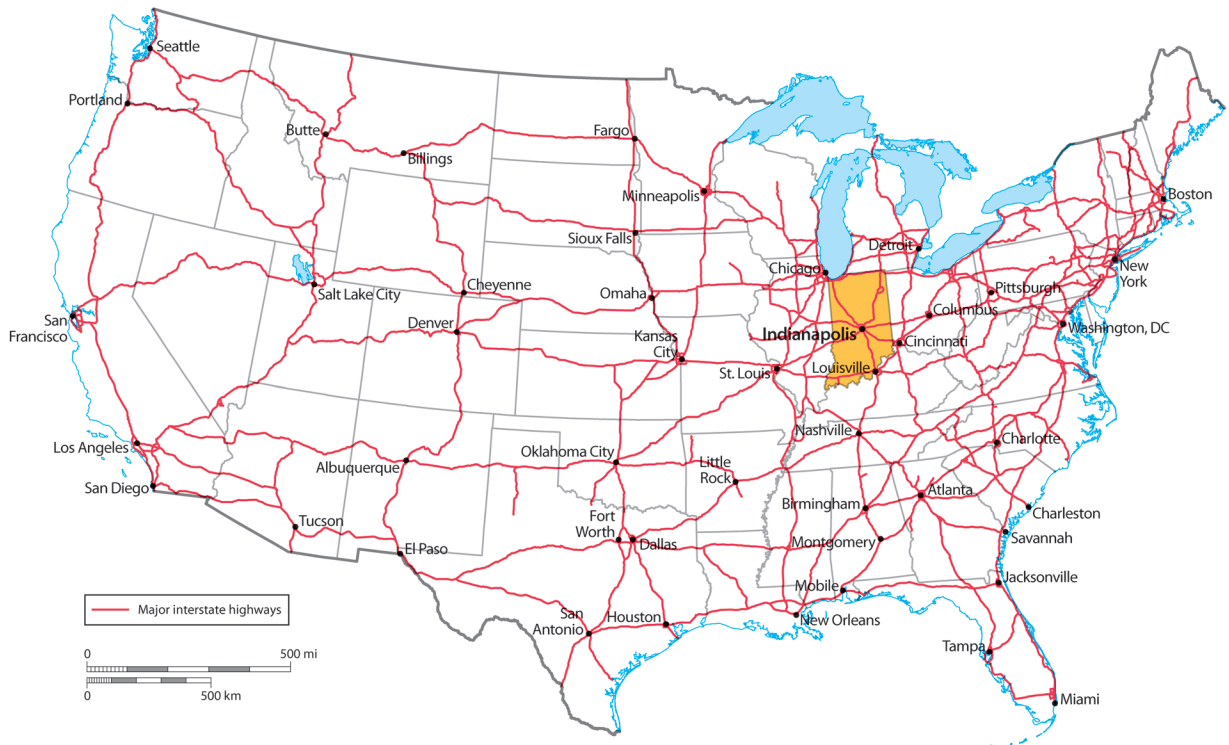 Seattle
Portland
Butte
Billings
Fargo
Minneapolis
Boston
Sioux Falls
Detroit
Chicago
New
York
Salt Lake City
Cheyenne
Omaha
Pittsburgh
Columbus
San
Francisco
Denver
Kansas
City
Indianapolis
Washington, DC
Cincinnati
St. Louis
Louisville
Los Angeles
Albuquerque
Oklahoma City
Nashville
Charlotte
Little
Rock
San Diego
Birmingham
Atlanta
Charleston
Tucson
Fort
Worth
Dallas
Montgomery
Savannah
El Paso
Mobile
Jacksonville
Major interstate highways
San
Antonio
Houston
New Orleans
Tampa
0 500 mi
0 500 km
Miami